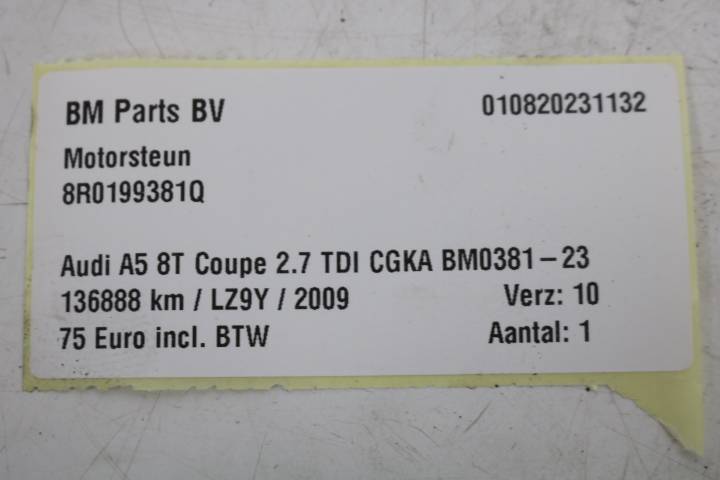 BM Parts BV 010820231132
Motorsteun
8R0199381Q
Audi A5 8T Coupe 2.7 TDI CGKA BM0381-23
136888 km / LZ9Y / 2009 Verz: 10
75 Euro incl. BTW Aantal: 1